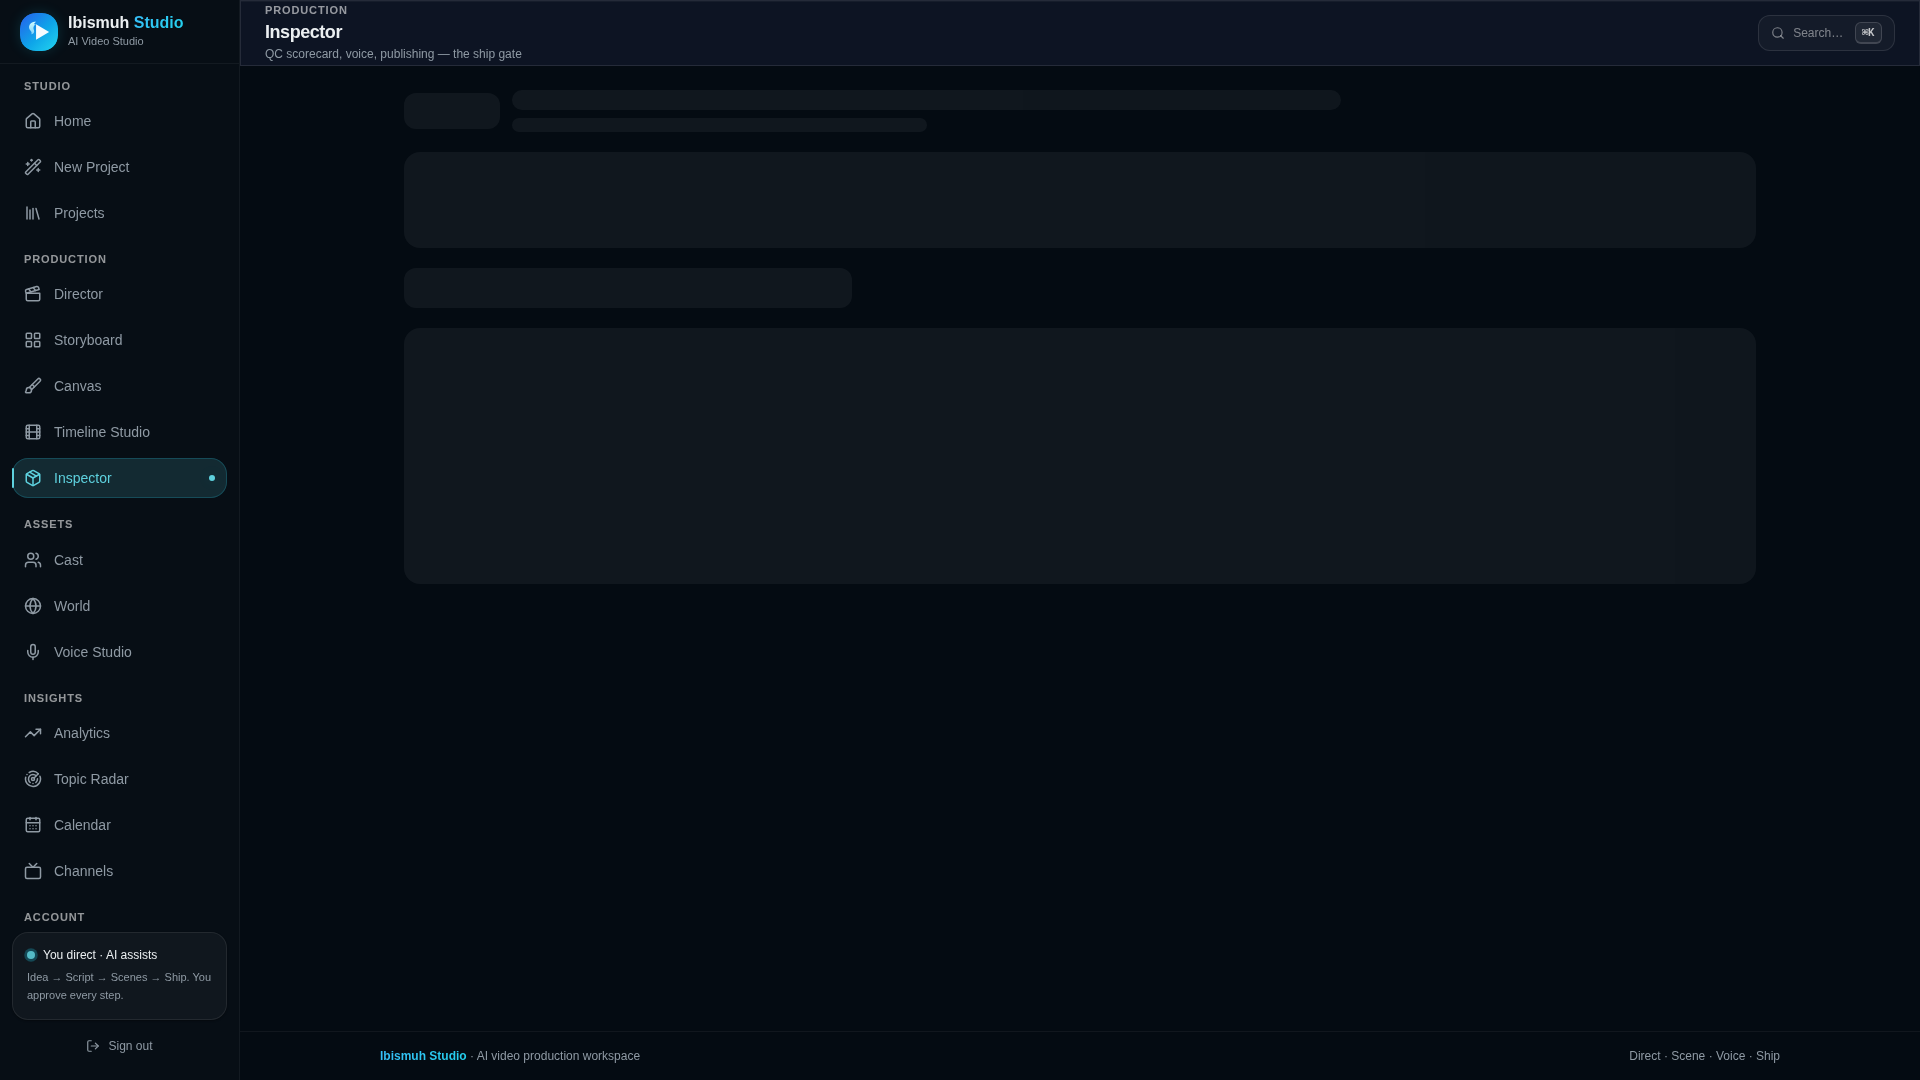 Ibismuh Studio
AI Video Studio
STUDIO
Home
New Project
Projects
PRODUCTION
Director
Storyboard
Canvas
Timeline Studio
Inspector
ASSETS
Cast
World
Voice Studio
INSIGHTS
Analytics
Topic Radar
Calendar
Channels
ACCOUNT
You direct · AI assists
Idea → Script → Scenes → Ship. You
approve every step.
Sign out
PRODUCTION
Inspector
QC scorecard, voice, publishing — the ship gate
Search… ⌘K
Ibismuh Studio · AI video production workspace
Direct · Scene · Voice · Ship